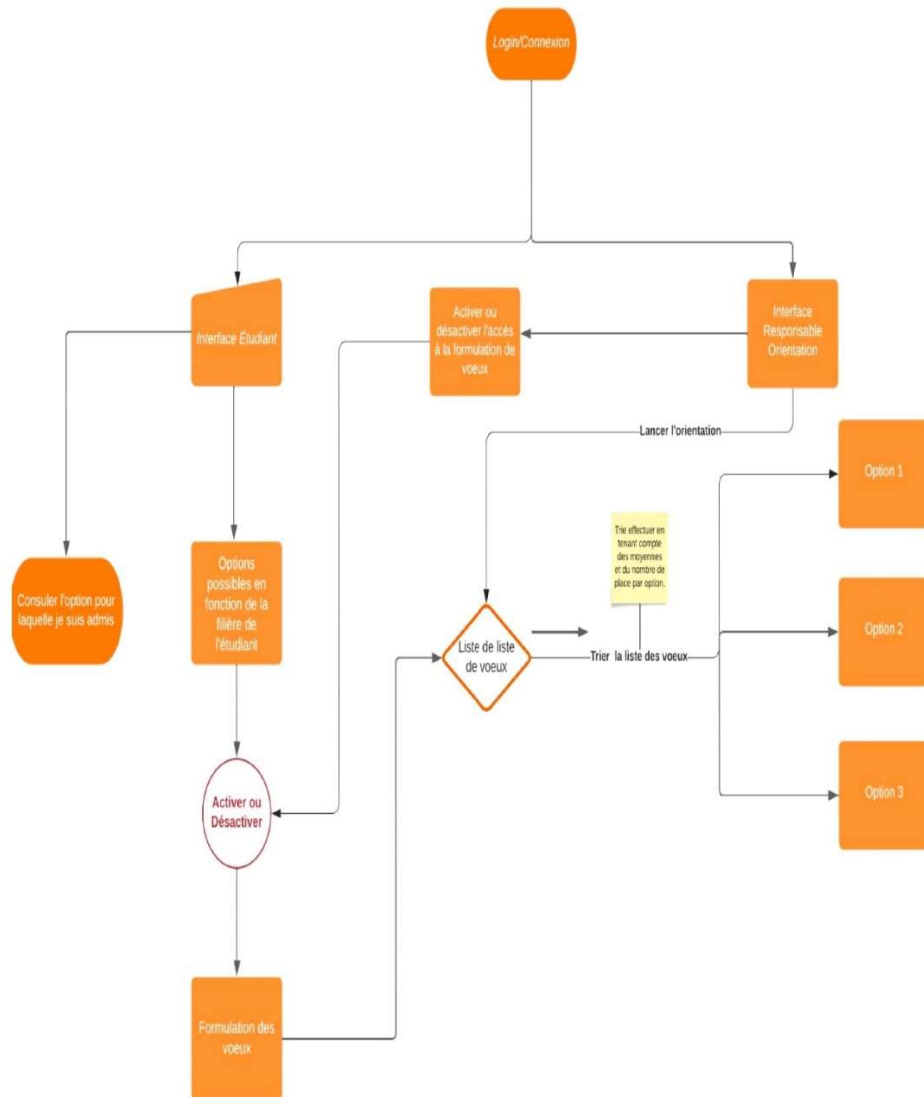 Login/Connexion
Interface Étudiant
Activer ou
désactiver l'accès
à la formulation de
voeux
Interface
Responsable
Orientation
Lancer l'orientation
Option 1
Trie effectuer en
tenant compte
des moyennes
et du nombre de
place par option.
Consuler l'option pour
laquelle je suis admis
Options
possibles en
fonction de la
filière de
l'étudiant
Liste de liste
de voeux
Trier la liste des voeux
Option 2
Activer ou
Désactiver
Option 3
Formulation des
voeux